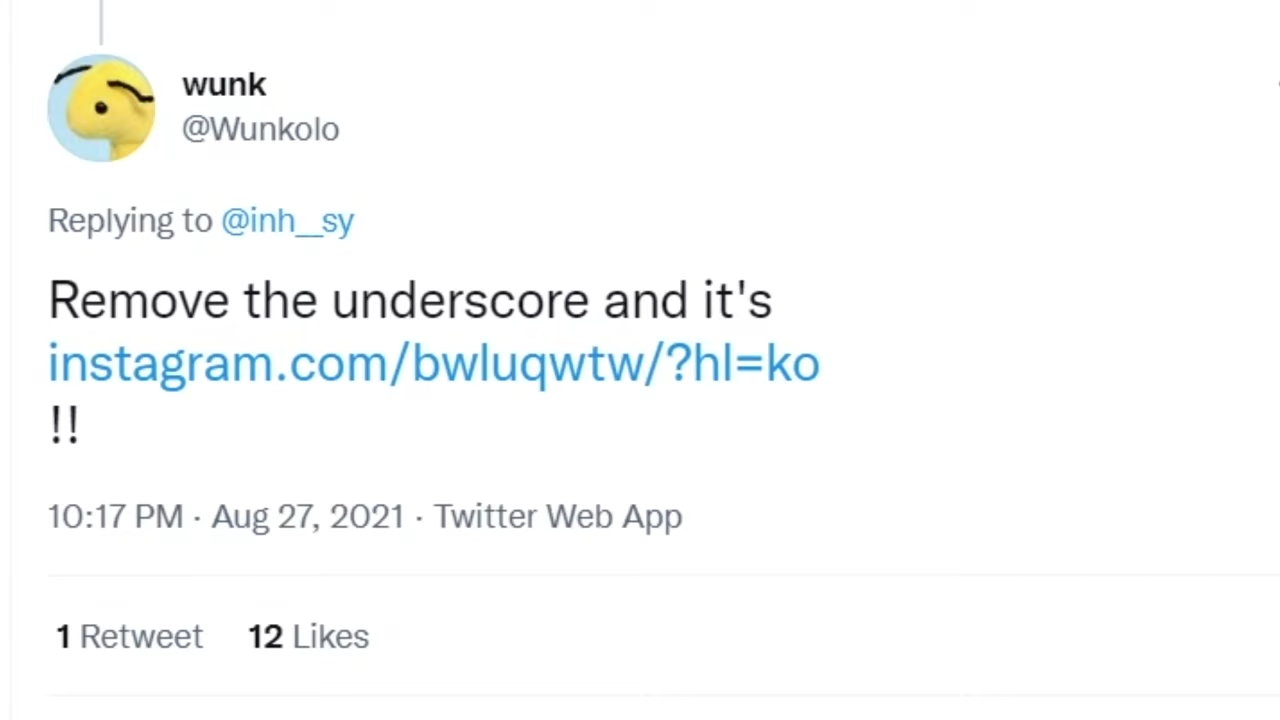 wunk
@Wunkolo
Replying to @inh__sy
Remove the underscore and it's
instagram.com/bwluqwtw/?hl=ko
!!
10:17 PM · Aug 27, 2021 · Twitter Web App
1 Retweet 12 Likes